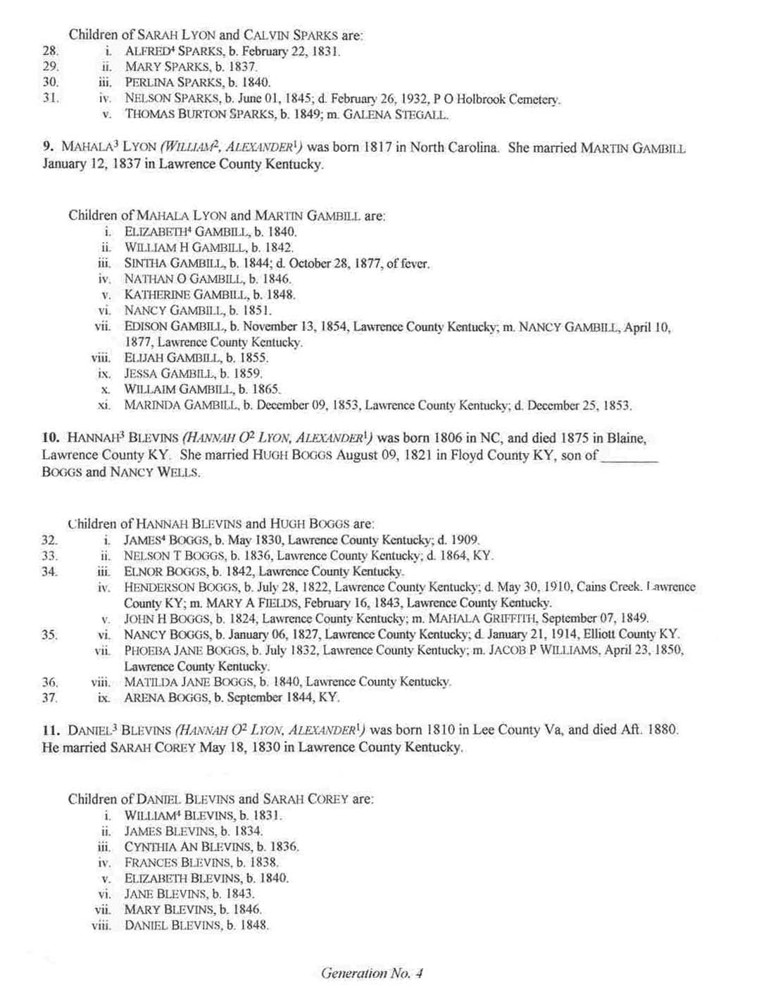 Children of SARAH LYON and CALVIN SPARKS are:
28. i. ALFRED⁴ SPARKS, b. February 22, 1831.
29. ii. MARY SPARKS, b. 1837.
30. iii. PERLINA SPARKS, b. 1840.
31. iv. NELSON SPARKS, b. June 01, 1845; d. February 26, 1932, P O Holbrook Cemetery.
v. THOMAS BURTON SPARKS, b. 1849; m. GALENA STEGALL.
9. MAHALA³ LYON (WILLIAM², ALEXANDER¹) was born 1817 in North Carolina. She married MARTIN GAMBILL
January 12, 1837 in Lawrence County Kentucky.
Children of MAHALA LYON and MARTIN GAMBILL are:
i. ELIZABETH⁴ GAMBILL, b. 1840.
ii. WILLIAM H GAMBILL, b. 1842.
iii. SINTHA GAMBILL, b. 1844; d. October 28, 1877, of fever.
iv. NATHAN O GAMBILL, b. 1846.
v. KATHERINE GAMBILL, b. 1848.
vi. NANCY GAMBILL, b. 1851.
vii. EDISON GAMBILL, b. November 13, 1854, Lawrence County Kentucky; m. NANCY GAMBILL, April 10,
1877, Lawrence County Kentucky.
viii. ELIJAH GAMBILL, b. 1855.
ix. JESSA GAMBILL, b. 1859.
x. WILLAIM GAMBILL, b. 1865.
xi. MARINDA GAMBILL, b. December 09, 1853, Lawrence County Kentucky; d. December 25, 1853.
10. HANNAH³ BLEVINS (HANNAH O² LYON, ALEXANDER¹) was born 1806 in NC, and died 1875 in Blaine,
Lawrence County KY. She married HUGH BOGGS August 09, 1821 in Floyd County KY, son of ________
BOGGS and NANCY WELLS.
Children of HANNAH BLEVINS and HUGH BOGGS are:
32. i. JAMES⁴ BOGGS, b. May 1830, Lawrence County Kentucky; d. 1909.
33. ii. NELSON T BOGGS, b. 1836, Lawrence County Kentucky; d. 1864, KY.
34. iii. ELNOR BOGGS, b. 1842, Lawrence County Kentucky.
iv. HENDERSON BOGGS, b. July 28, 1822, Lawrence County Kentucky; d. May 30, 1910, Cains Creek. Lawrence
County KY; m. MARY A FIELDS, February 16, 1843, Lawrence County Kentucky.
v. JOHN H BOGGS, b. 1824, Lawrence County Kentucky; m. MAHALA GRIFFITH, September 07, 1849.
35. vi. NANCY BOGGS, b. January 06, 1827, Lawrence County Kentucky; d. January 21, 1914, Elliott County KY.
vii. PHOEBA JANE BOGGS, b. July 1832, Lawrence County Kentucky; m. JACOB P WILLIAMS, April 23, 1850,
Lawrence County Kentucky.
36. viii. MATILDA JANE BOGGS, b. 1840, Lawrence County Kentucky.
37. ix. ARENA BOGGS, b. September 1844, KY.
11. DANIEL³ BLEVINS (HANNAH O² LYON, ALEXANDER¹) was born 1810 in Lee County Va, and died Aft. 1880.
He married SARAH COREY May 18, 1830 in Lawrence County Kentucky.
Children of DANIEL BLEVINS and SARAH COREY are:
i. WILLIAM⁴ BLEVINS, b. 1831.
ii. JAMES BLEVINS, b. 1834.
iii. CYNTHIA AN BLEVINS, b. 1836.
iv. FRANCES BLEVINS, b. 1838.
v. ELIZABETH BLEVINS, b. 1840.
vi. JANE BLEVINS, b. 1843.
vii. MARY BLEVINS, b. 1846.
viii. DANIEL BLEVINS, b. 1848.
Generation No. 4